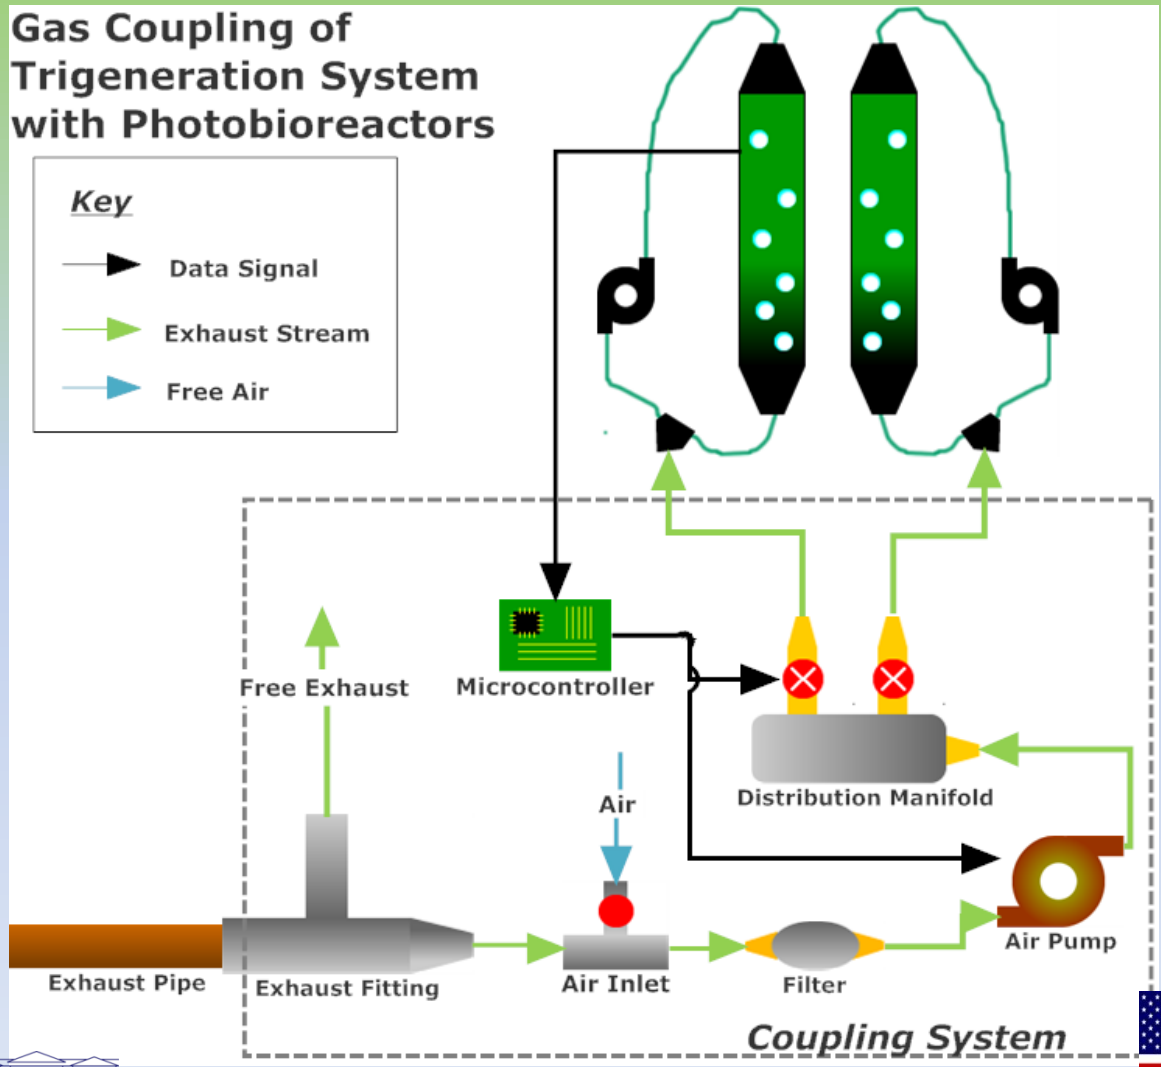 Gas Coupling of
Trigeneration System
with Photobioreactors
Key
Data Signal
Exhaust Stream
Free Air
Free Exhaust
Microcontroller
Air
Distribution Manifold
Air Pump
Exhaust Pipe
Exhaust Fitting
Air Inlet
Filter
Coupling System